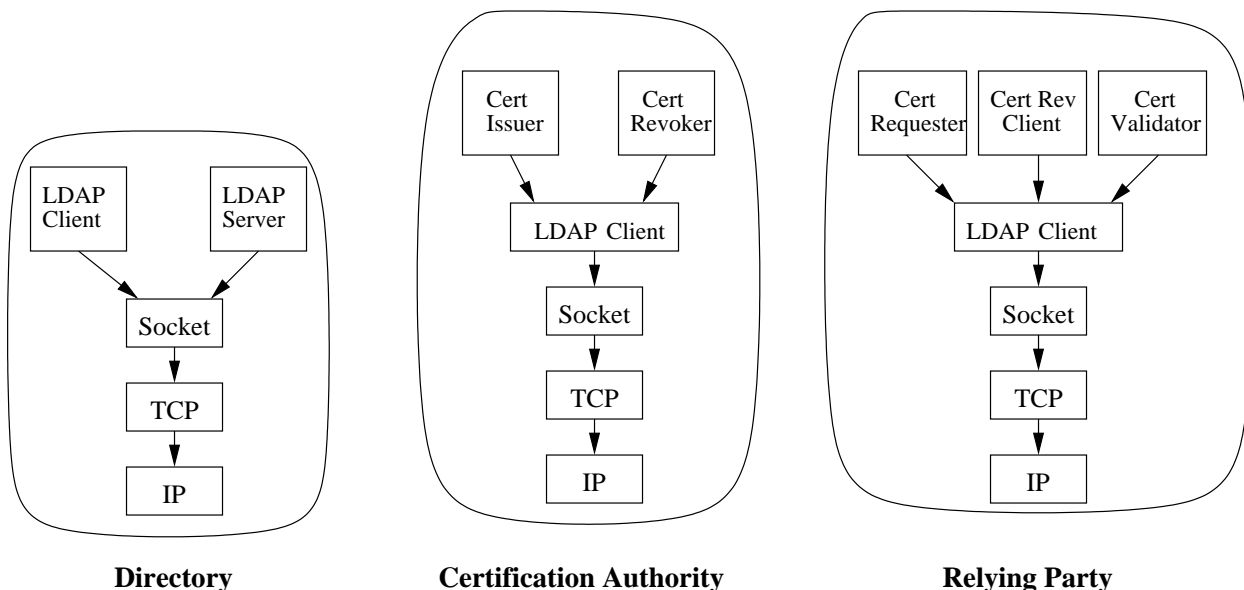 LDAP
Client
LDAP
Server
Socket
TCP
IP
Directory
Cert
Issuer
Cert
Revoker
LDAP Client
Socket
TCP
IP
Certification Authority
Cert
Requester
Cert Rev
Client
Cert
Validator
LDAP Client
Socket
TCP
IP
Relying Party